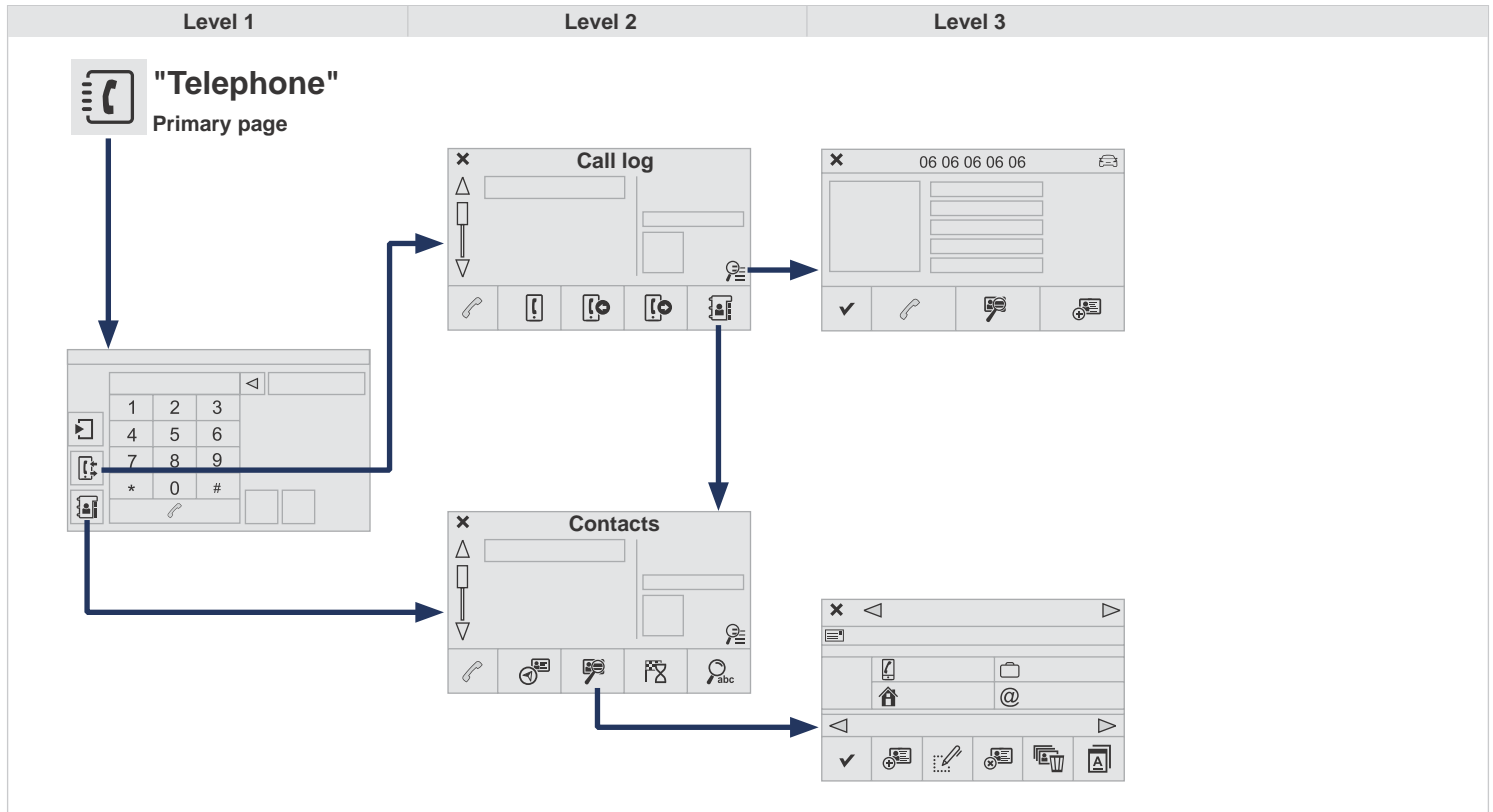 Level 1 Level 2 Level 3
"Telephone"
Primary page
Call log
06 06 06 06 06
1 2 3
4 5 6
7 8 9
* 0 #
Contacts
abc
@
A